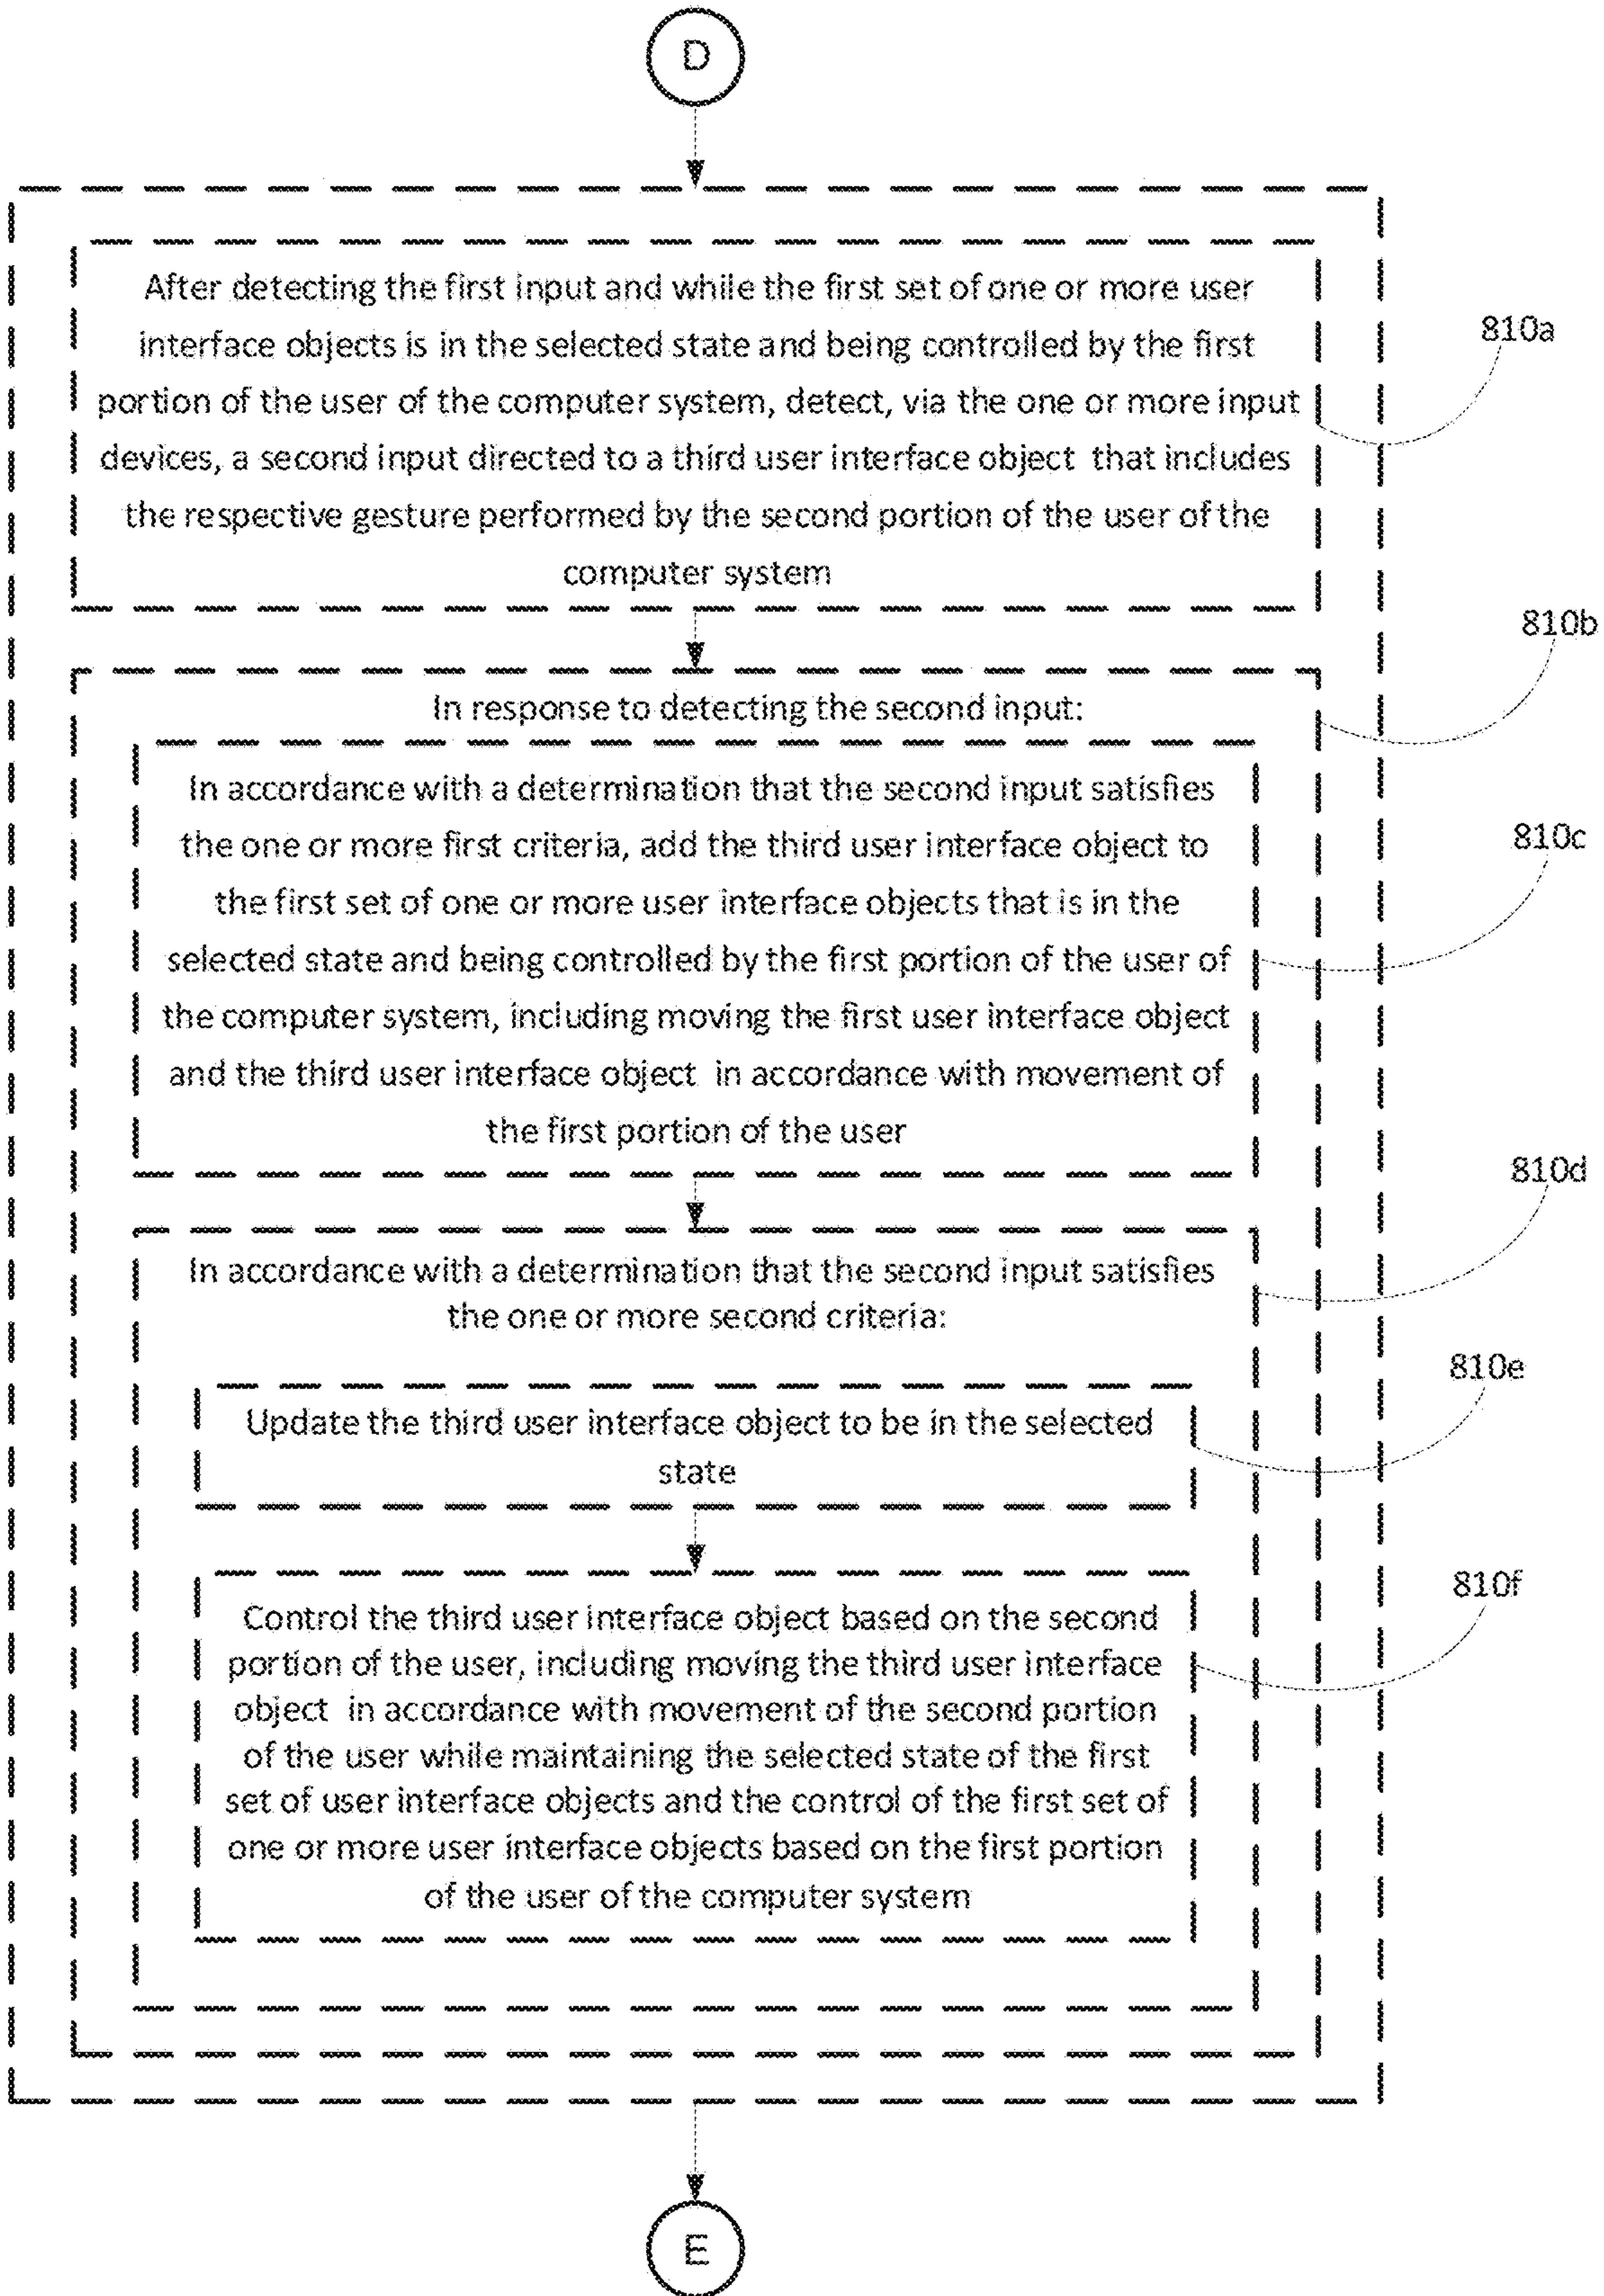 D
After detecting the first input and while the first set of one or more user
interface objects is in the selected state and being controlled by the first
portion of the user of the computer system, detect, via the one or more input
devices, a second input directed to a third user interface object that includes
the respective gesture performed by the second portion of the user of the
computer system
810a
810b
In response to detecting the second input:
In accordance with a determination that the second input satisfies
the one or more first criteria, add the third user interface object to
the first set of one or more user interface objects that is in the
selected state and being controlled by the first portion of the user of
the computer system, including moving the first user interface object
and the third user interface object in accordance with movement of
the first portion of the user
810c
810d
In accordance with a determination that the second input satisfies
the one or more second criteria:
810e
Update the third user interface object to be in the selected
state
810f
Control the third user interface object based on the second
portion of the user, including moving the third user interface
object in accordance with movement of the second portion
of the user while maintaining the selected state of the first
set of user interface objects and the control of the first set of
one or more user interface objects based on the first portion
of the user of the computer system
E